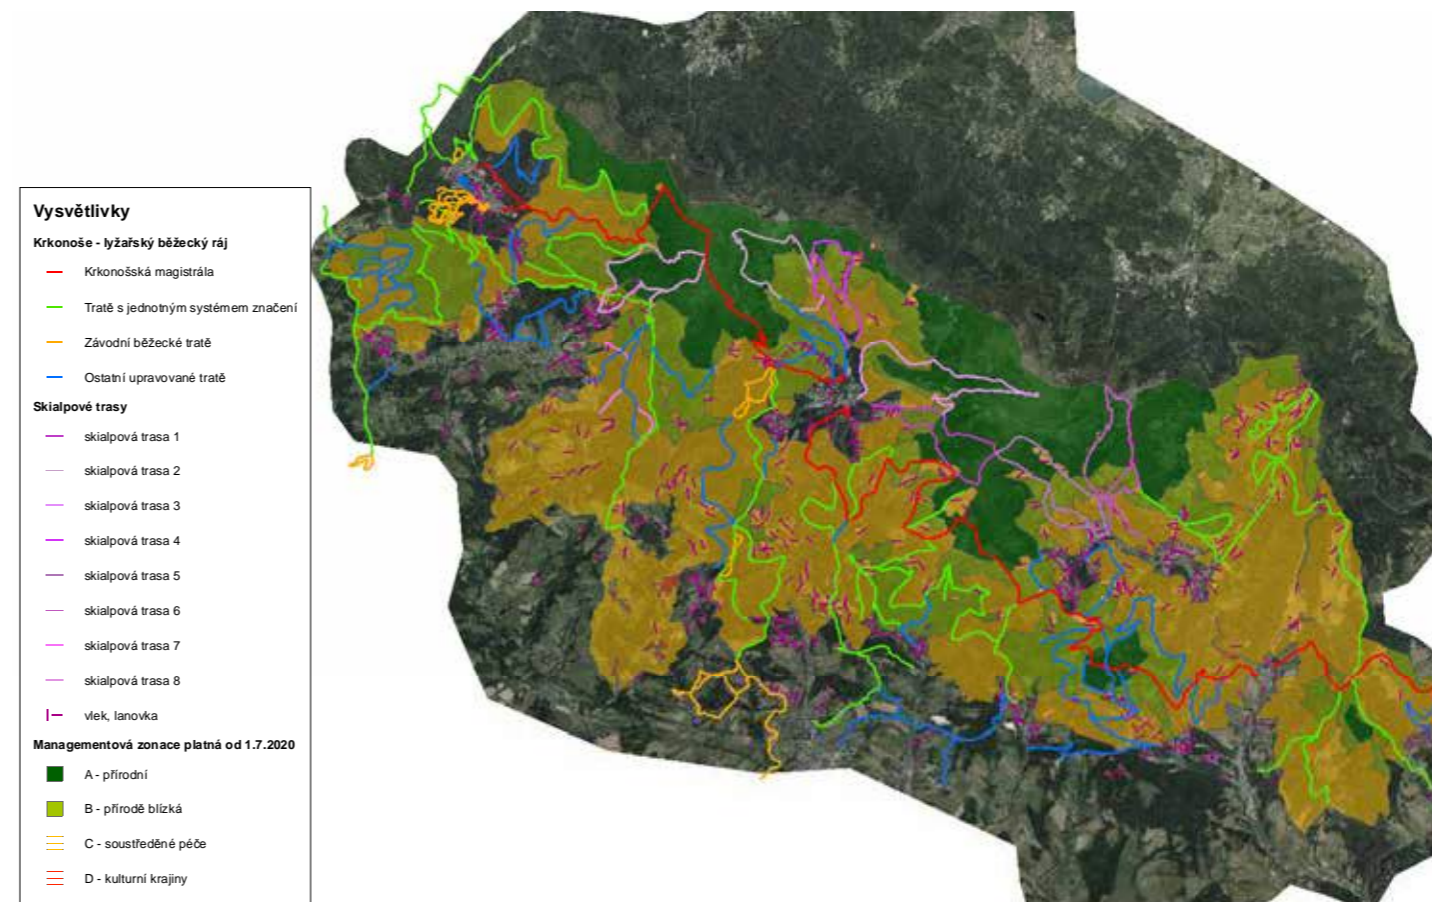 Vysvětlivky
Krkonoše - lyžařský běžecký ráj
Krkonošská magistrála
Tratě s jednotným systémem značení
Závodní běžecké tratě
Ostatní upravované tratě
Skialpové trasy
skialpová trasa 1
skialpová trasa 2
skialpová trasa 3
skialpová trasa 4
skialpová trasa 5
skialpová trasa 6
skialpová trasa 7
skialpová trasa 8
vlek, lanovka
Managementová zonace platná od 1.7.2020
A - přírodní
B - přírodě blízká
C - soustředěné péče
D - kulturní krajiny